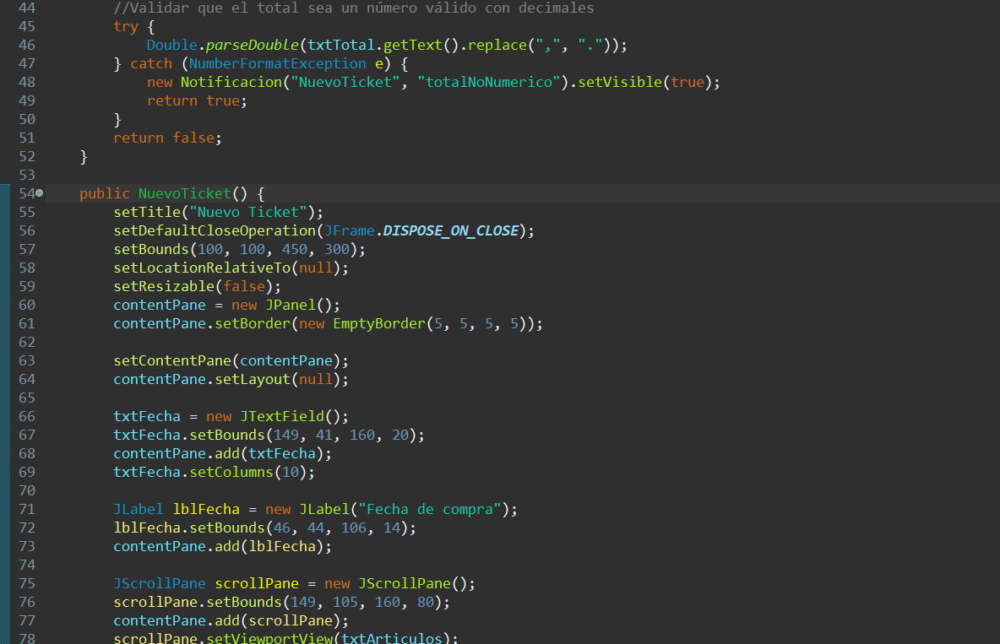 44 //Validar que el total sea un número válido con decimales
45 try {
46 Double.parseDouble(txtTotal.getText().replace(",", "."));
47 } catch (NumberFormatException e) {
48 new Notificacion("NuevoTicket", "totalNoNumerico").setVisible(true);
49 return true;
50 }
51 return false;
52 }
53
54 public NuevoTicket() {
55 setTitle("Nuevo Ticket");
56 setDefaultCloseOperation(JFrame.DISPOSE_ON_CLOSE);
57 setBounds(100, 100, 450, 300);
58 setLocationRelativeTo(null);
59 setResizable(false);
60 contentPane = new JPanel();
61 contentPane.setBorder(new EmptyBorder(5, 5, 5, 5));
62
63 setContentPane(contentPane);
64 contentPane.setLayout(null);
65
66 txtFecha = new JTextField();
67 txtFecha.setBounds(149, 41, 160, 20);
68 contentPane.add(txtFecha);
69 txtFecha.setColumns(10);
70
71 JLabel lblFecha = new JLabel("Fecha de compra");
72 lblFecha.setBounds(46, 44, 106, 14);
73 contentPane.add(lblFecha);
74
75 JScrollPane scrollPane = new JScrollPane();
76 scrollPane.setBounds(149, 105, 160, 80);
77 contentPane.add(scrollPane);
78 scrollPane.setViewportView(txtArticulos);